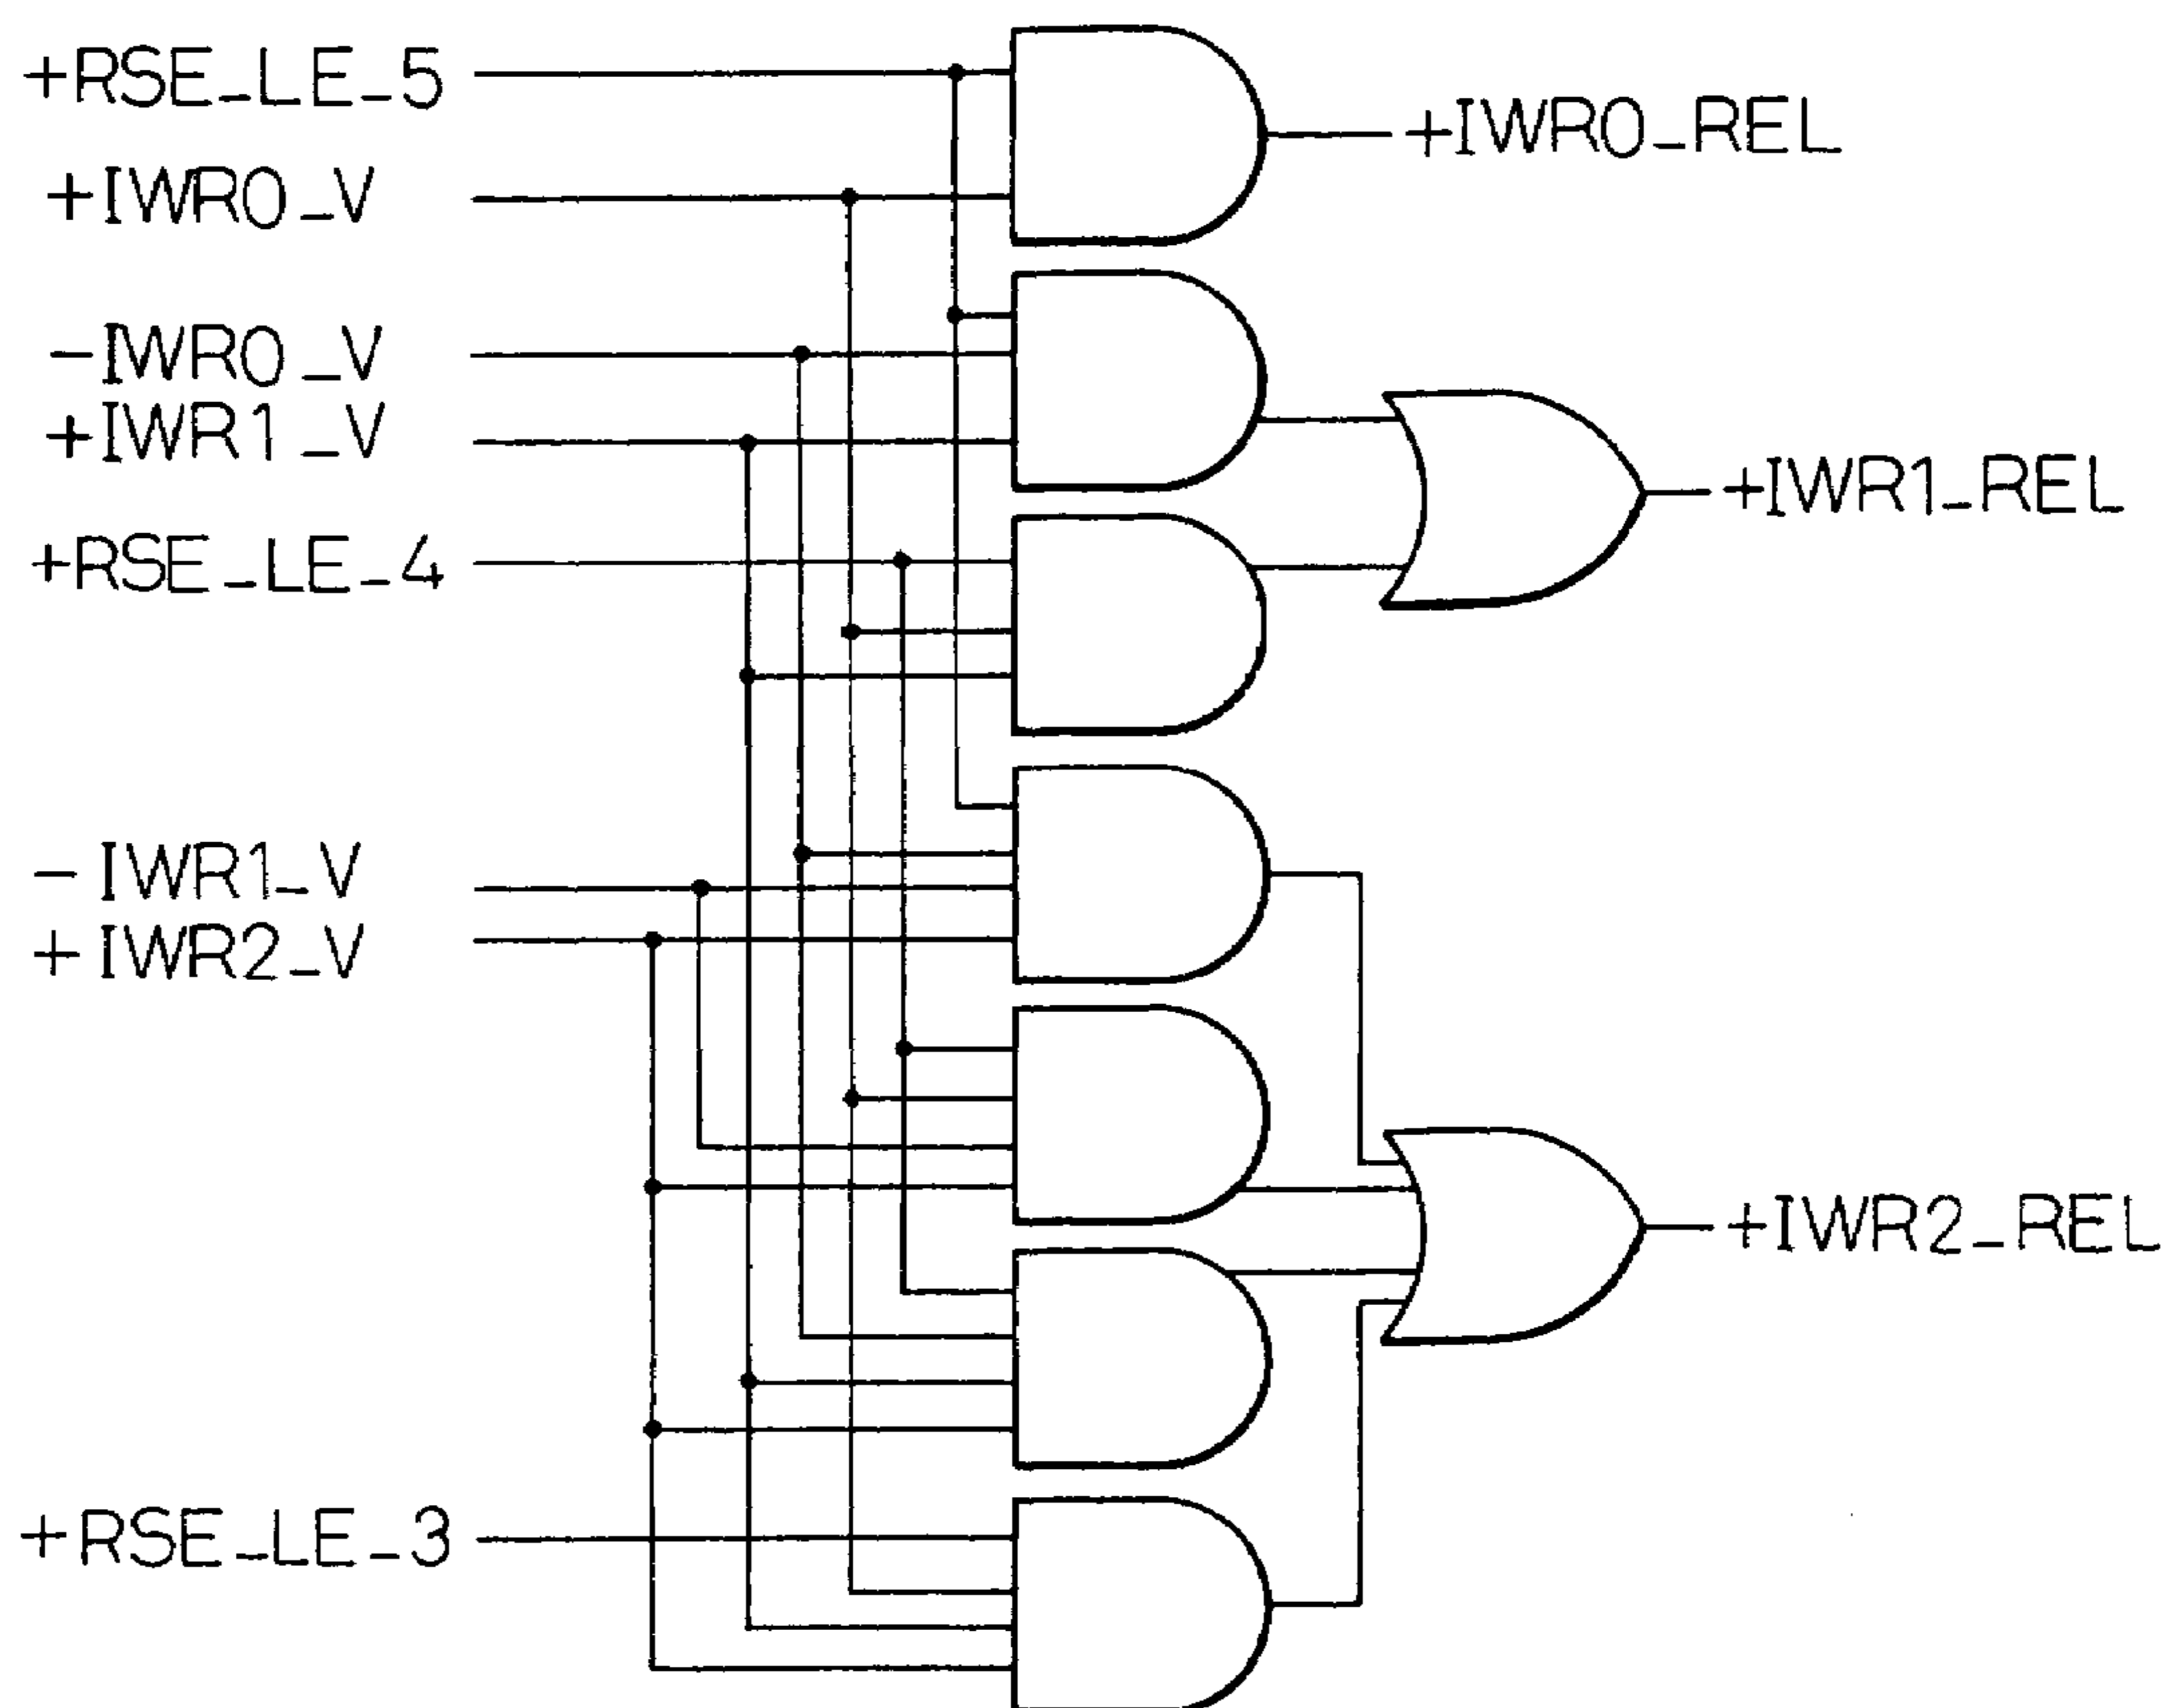 +RSE_LE_5
+IWR0_V
+IWR0_REL
-IWR0_V
+IWR1_V
+IWR1_REL
+RSE_LE_4
-IWR1_V
+IWR2_V
+IWR2_REL
+RSE_LE_3